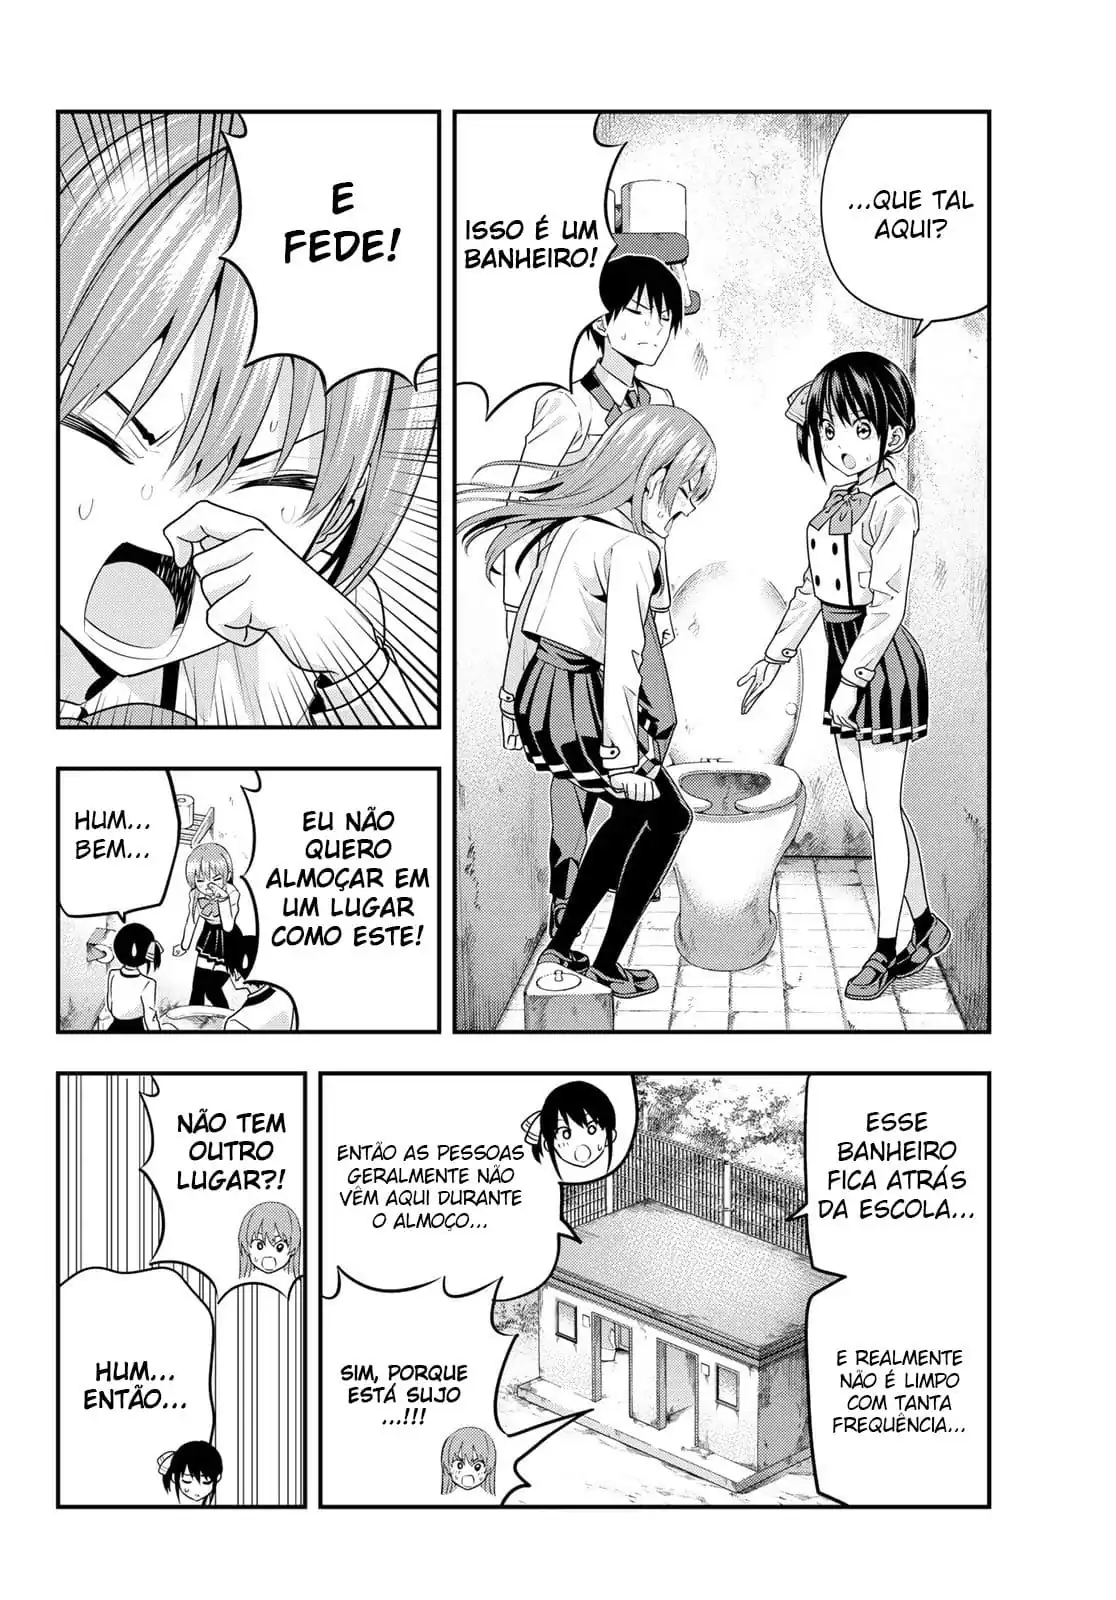 ...QUE TAL
AQUI?
ISSO É UM
BANHEIRO!
E
FEDE!
EU NÃO
QUERO
ALMOÇAR EM
UM LUGAR
COMO ESTE!
HUM...
BEM...
ESSE
BANHEIRO
FICA ATRÁS
DA ESCOLA...
E REALMENTE
NÃO É LIMPO
COM TANTA
FREQUÊNCIA...
ENTÃO AS PESSOAS
GERALMENTE NÃO
VÊM AQUI DURANTE
O ALMOÇO...
SIM, PORQUE
ESTÁ SUJO
...!!!
NÃO TEM
OUTRO
LUGAR?!
HUM...
ENTÃO...